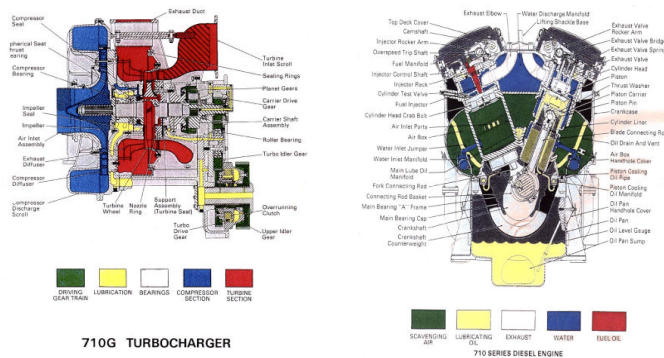 Compressor
Seal
Spherical Seat
Thrust
Bearing
Compressor
Bearing
Impeller
Seal
Impeller
Air Inlet
Assembly
Exhaust
Diffuser
Compressor
Diffuser
Compressor
Discharge
Scroll
Exhaust Duct
Turbine
Inlet Scroll
Sealing Rings
Planet Gears
Carrier Drive
Gear
Carrier Shaft
Assembly
Roller Bearing
Turbo Idler Gear
Overrunning
Clutch
Upper Idler
Gear
Turbine
Wheel
Nozzle
Ring
Support
Assembly
(Turbine Seal)
Turbo
Drive
Gear
DRIVING
GEAR TRAIN
LUBRICATION
BEARINGS
COMPRESSOR
SECTION
TURBINE
SECTION
710G TURBOCHARGER
Exhaust Elbow
Water Discharge Manifold
Lifting Shackle Base
Top Deck Cover
Camshaft
Injector Rocker Arm
Overspeed Trip Shaft
Fuel Manifold
Injector Control Shaft
Injector Rack
Cylinder Test Valve
Fuel Injector
Cylinder Head Crab Bolt
Air Inlet Ports
Air Box
Water Inlet Jumper
Water Inlet Manifold
Main Lube Oil
Manifold
Fork Connecting Rod
Connecting Rod Basket
Main Bearing "A" Frame
Main Bearing Cap
Crankshaft
Crankshaft
Counterweight
Exhaust Valve
Rocker Arm
Exhaust Valve Bridge
Exhaust Valve Spring
Exhaust Valve
Cylinder Head
Piston
Thrust Washer
Piston Carrier
Piston Pin
Crankcase
Cylinder Liner
Blade Connecting Rod
Oil Drain And Vent
Air Box
Handhole Cover
Piston Cooling
Oil Pipe
Piston Cooling
Oil Manifold
Oil Pan
Handhole Cover
Oil Pan
Oil Level Gauge
Oil Pan Sump
SCAVENGING
AIR
LUBRICATING
OIL
EXHAUST
WATER
FUEL OIL
710 SERIES DIESEL ENGINE